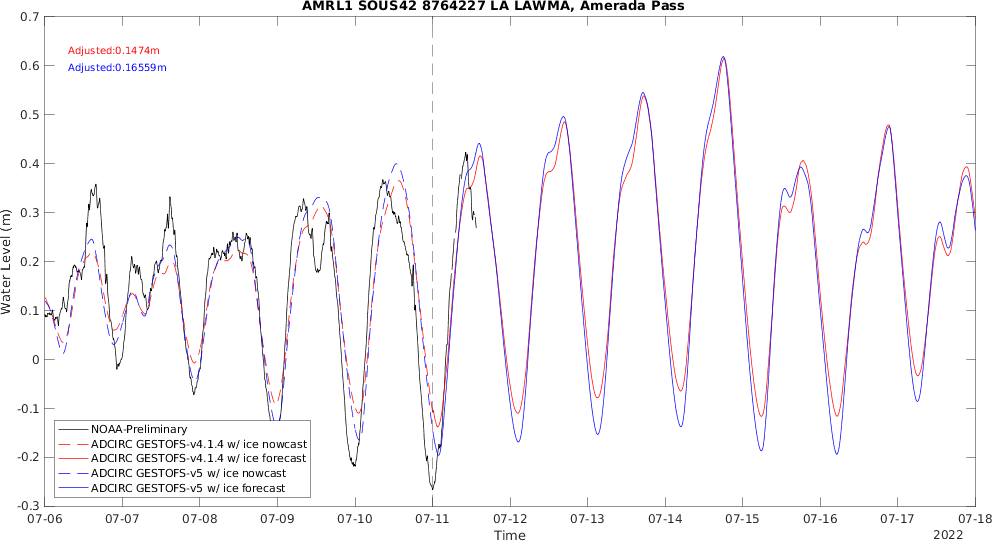 AMRL1 SOUS42 8764227 LA LAWMA, Amerada Pass
Adjusted:0.1474m
Adjusted:0.16559m
Water Level (m)
0.7
0.6
0.5
0.4
0.3
0.2
0.1
0
-0.1
-0.2
-0.3
NOAA-Preliminary
ADCIRC GESTOFS-v4.1.4 w/ ice nowcast
ADCIRC GESTOFS-v4.1.4 w/ ice forecast
ADCIRC GESTOFS-v5 w/ ice nowcast
ADCIRC GESTOFS-v5 w/ ice forecast
07-06 07-07 07-08 07-09 07-10 07-11 07-12 07-13 07-14 07-15 07-16 07-17 07-18
Time
2022